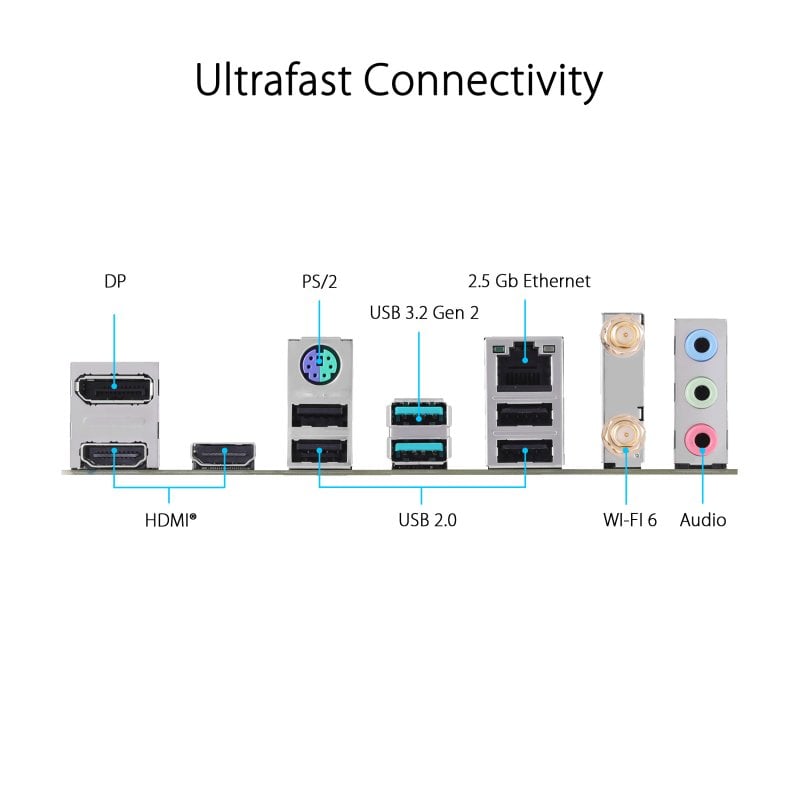 Ultrafast Connectivity
DP
PS/2
2.5 Gb Ethernet
USB 3.2 Gen 2
HDMI®
USB 2.0
WI-FI 6
Audio